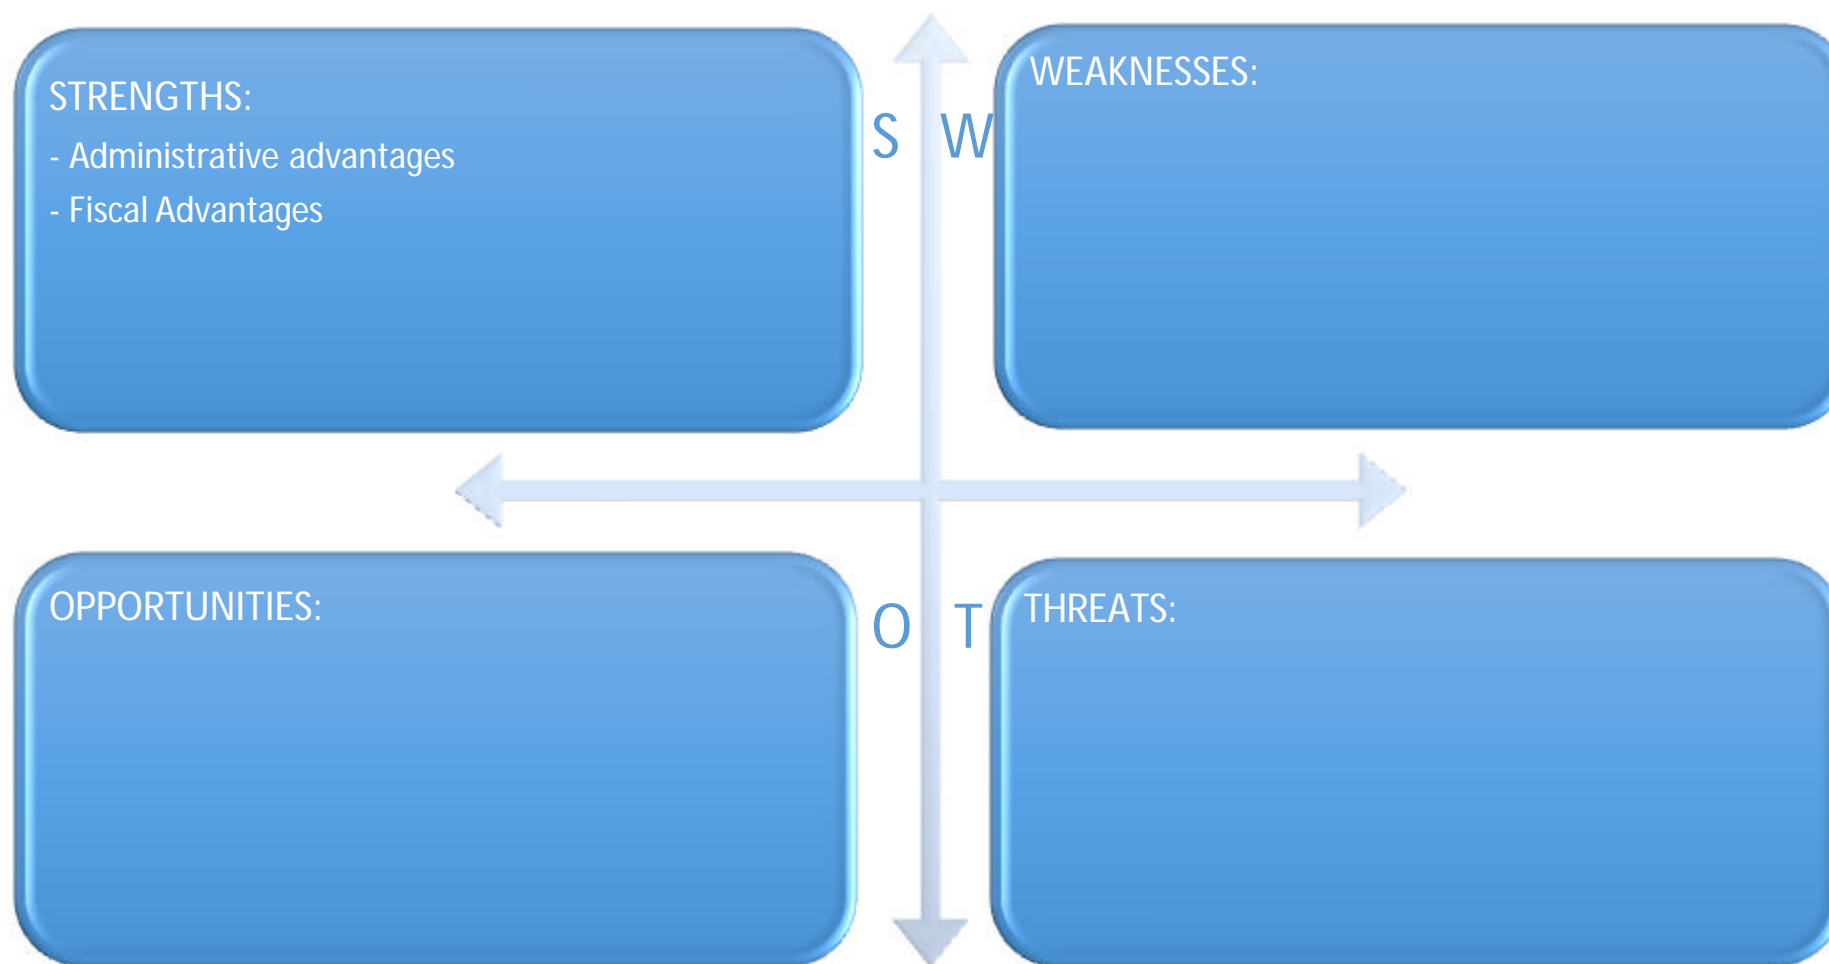 STRENGTHS:
- Administrative advantages
- Fiscal Advantages
S W
WEAKNESSES:
OPPORTUNITIES:
O T
THREATS: